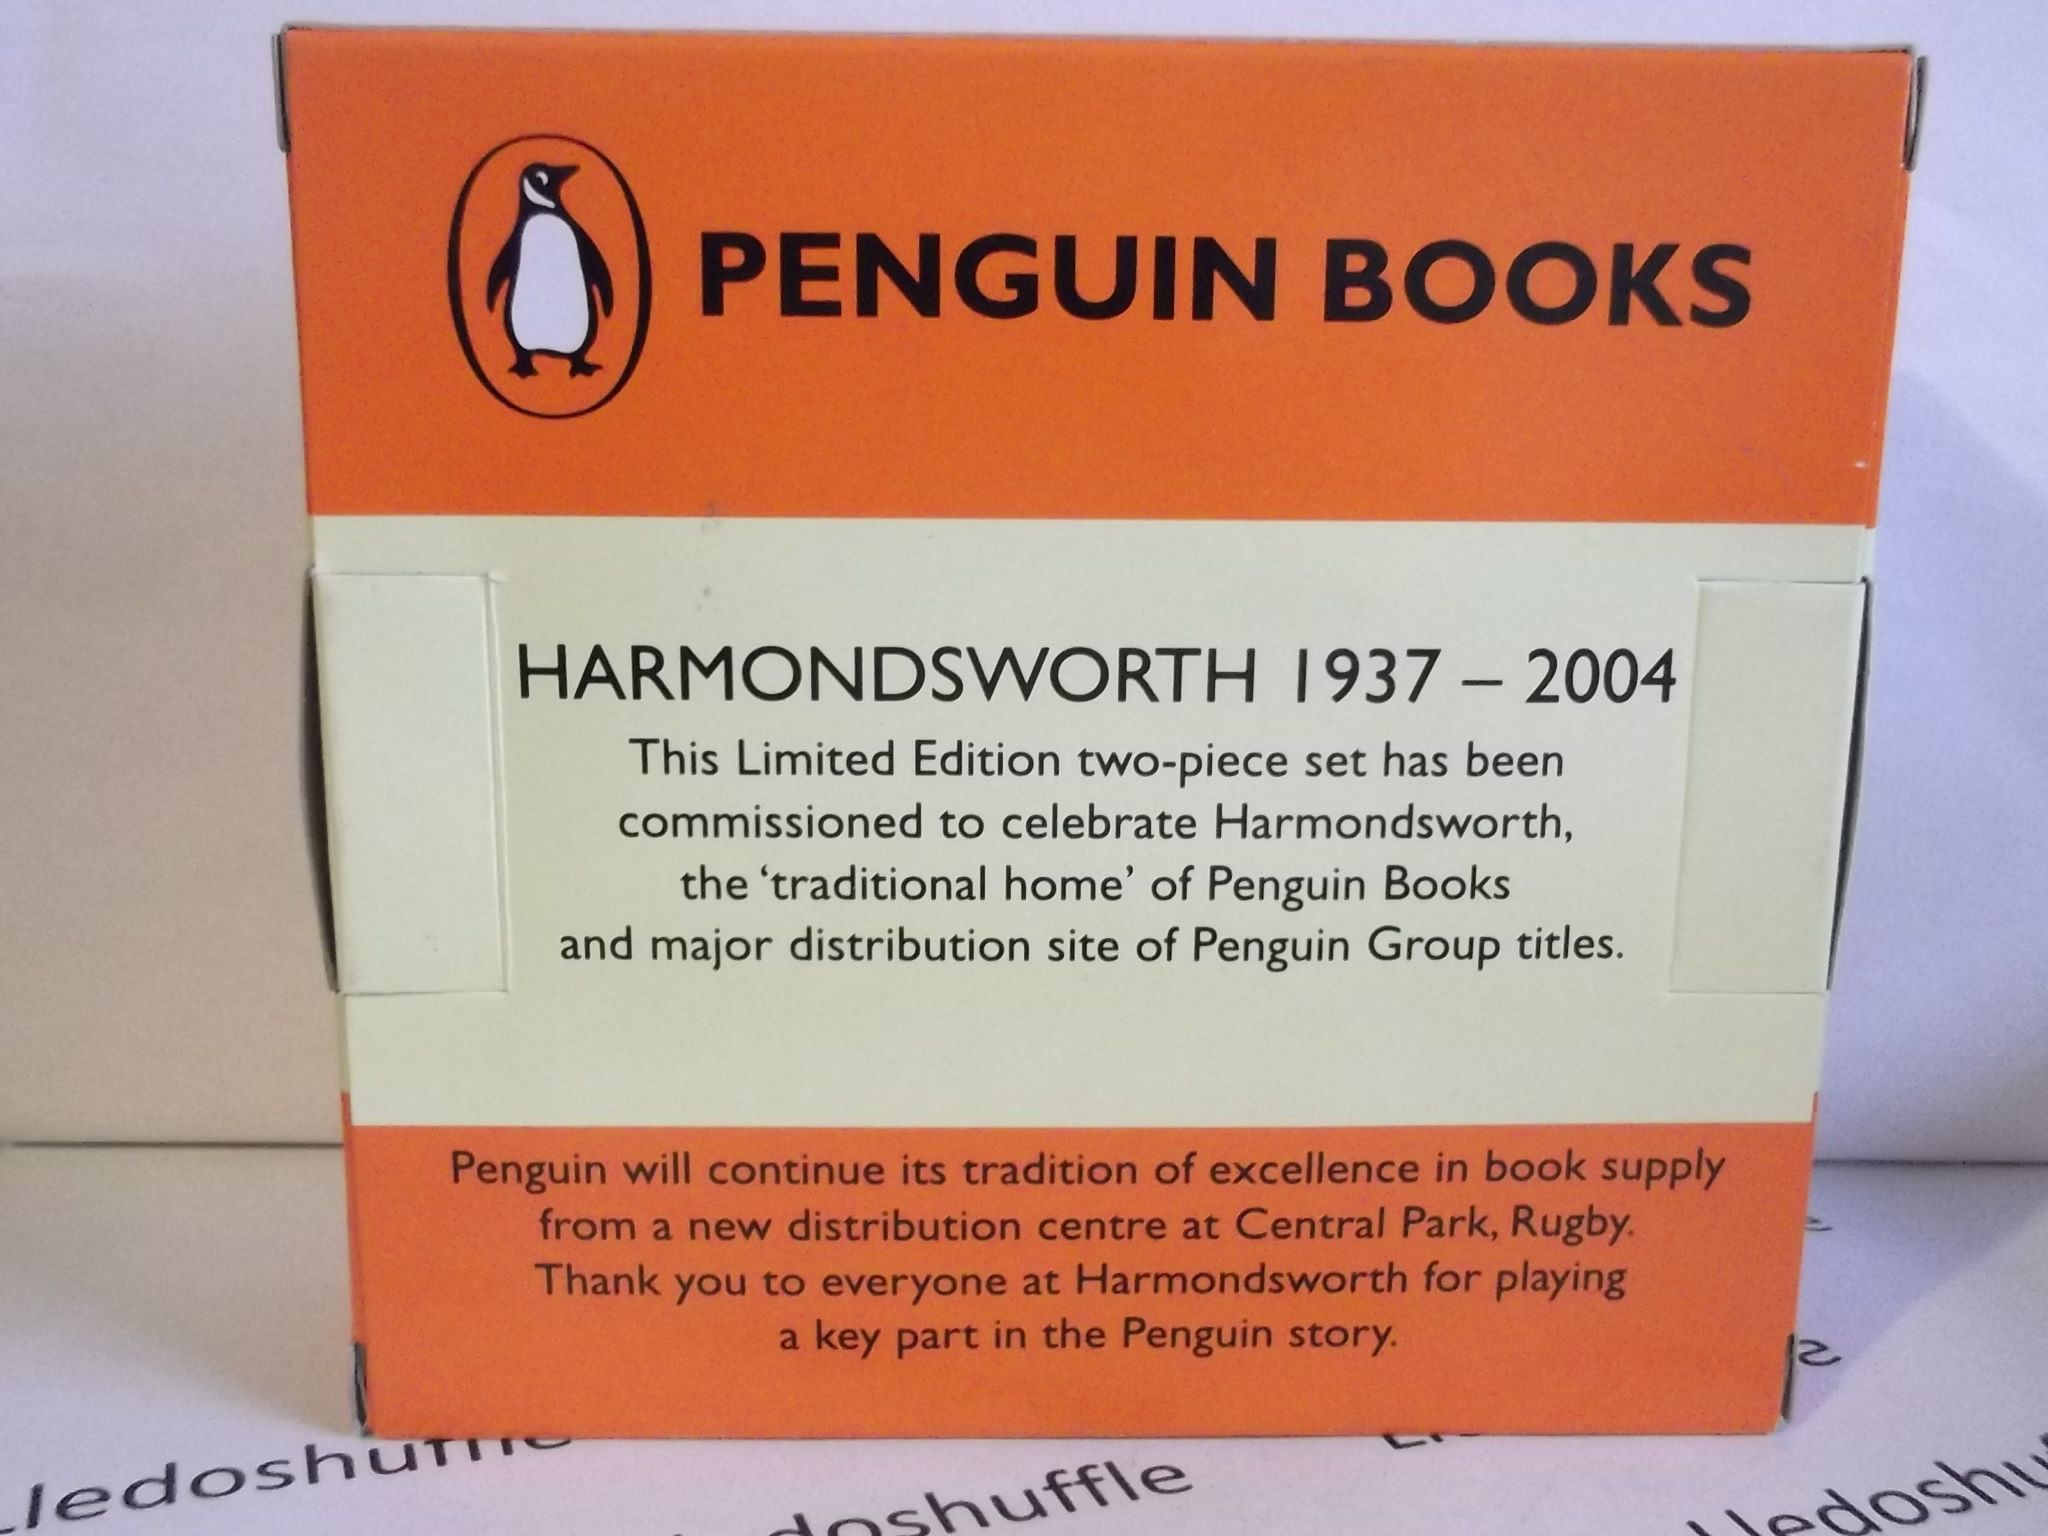 PENGUIN BOOKS
HARMONDSWORTH 1937 – 2004
This Limited Edition two-piece set has been
commissioned to celebrate Harmondsworth,
the ‘traditional home’ of Penguin Books
and major distribution site of Penguin Group titles.
Penguin will continue its tradition of excellence in book supply
from a new distribution centre at Central Park, Rugby.
Thank you to everyone at Harmondsworth for playing
a key part in the Penguin story.
Lledoshuffle